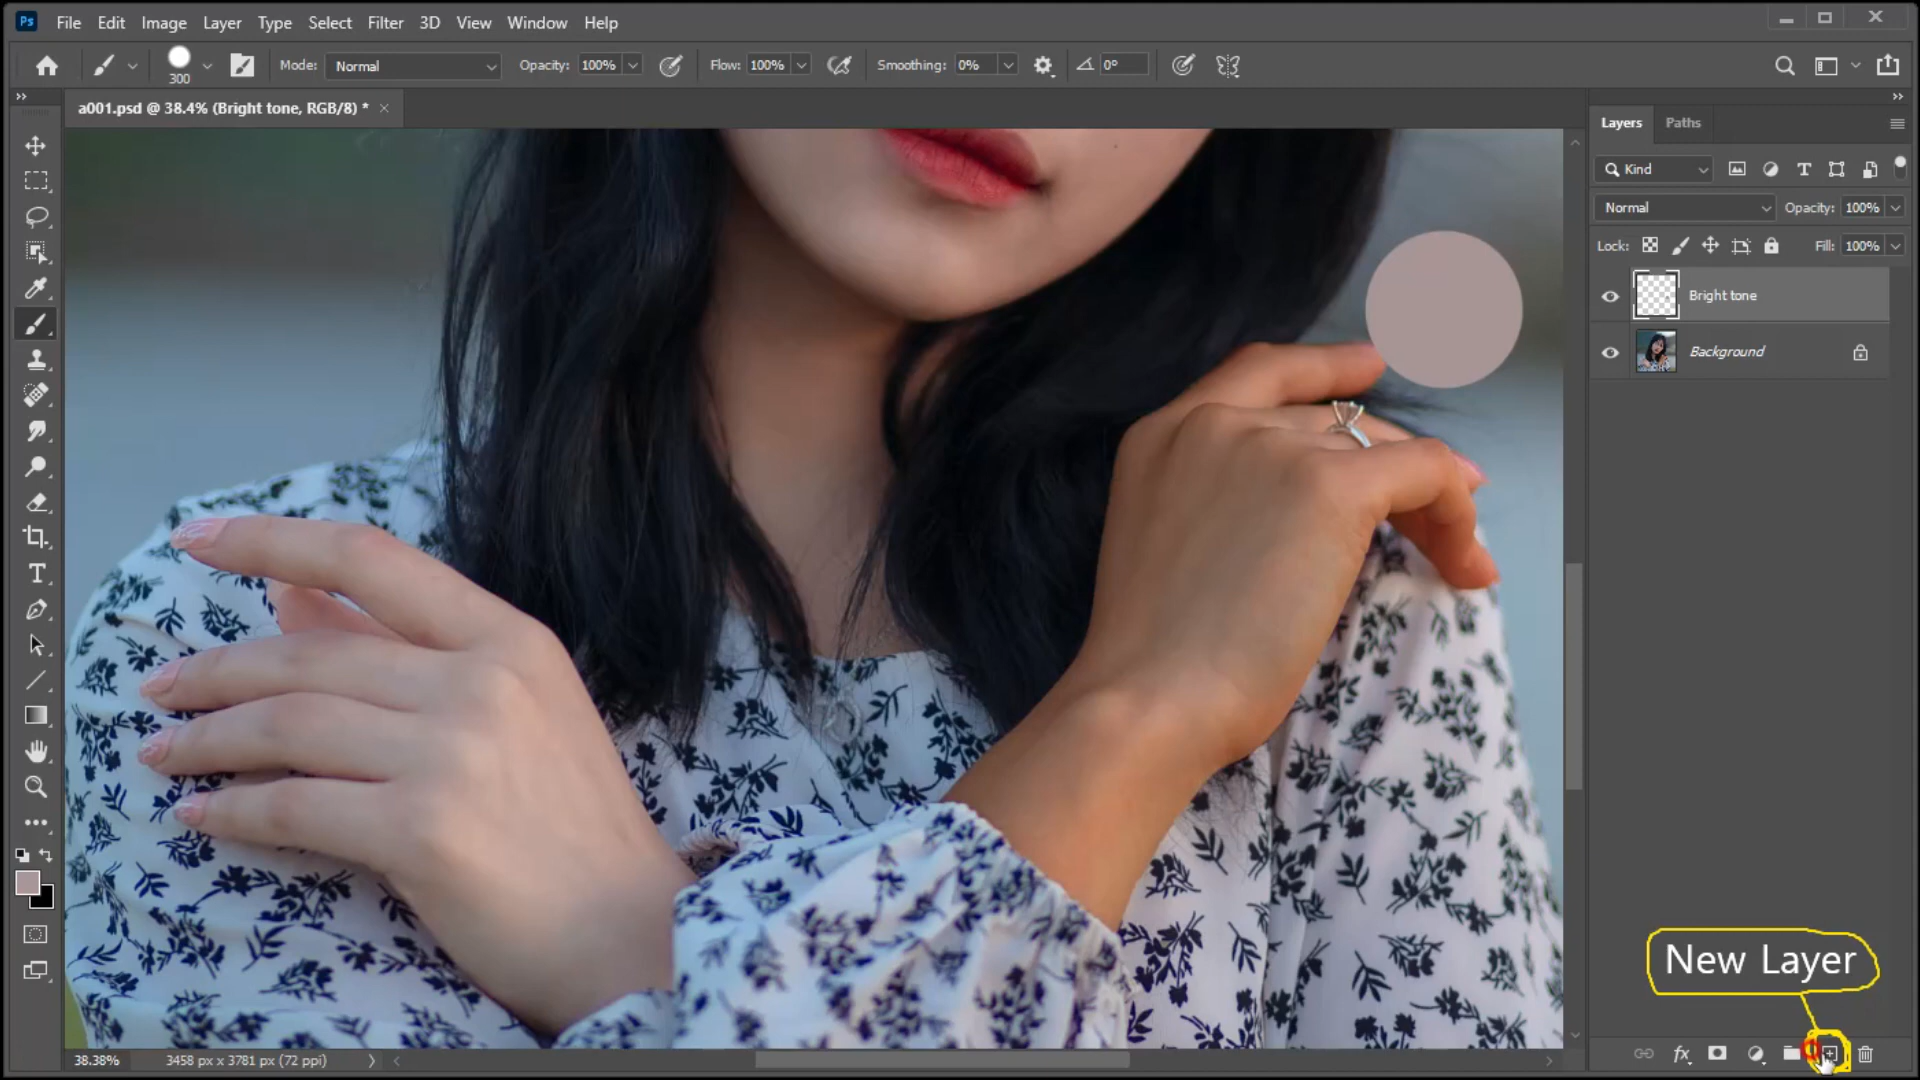 Ps File Edit Image Layer Type Select Filter 3D View Window Help
300 Mode: Normal Opacity: 100% Flow: 100% Smoothing: 0% 0°
a001.psd @ 38.4% (Bright tone, RGB/8) *
Layers Paths
Kind
Normal Opacity: 100%
Lock: Fill: 100%
Bright tone
Background
New Layer
38.38% 3458 px x 3781 px (72 ppi)
fx